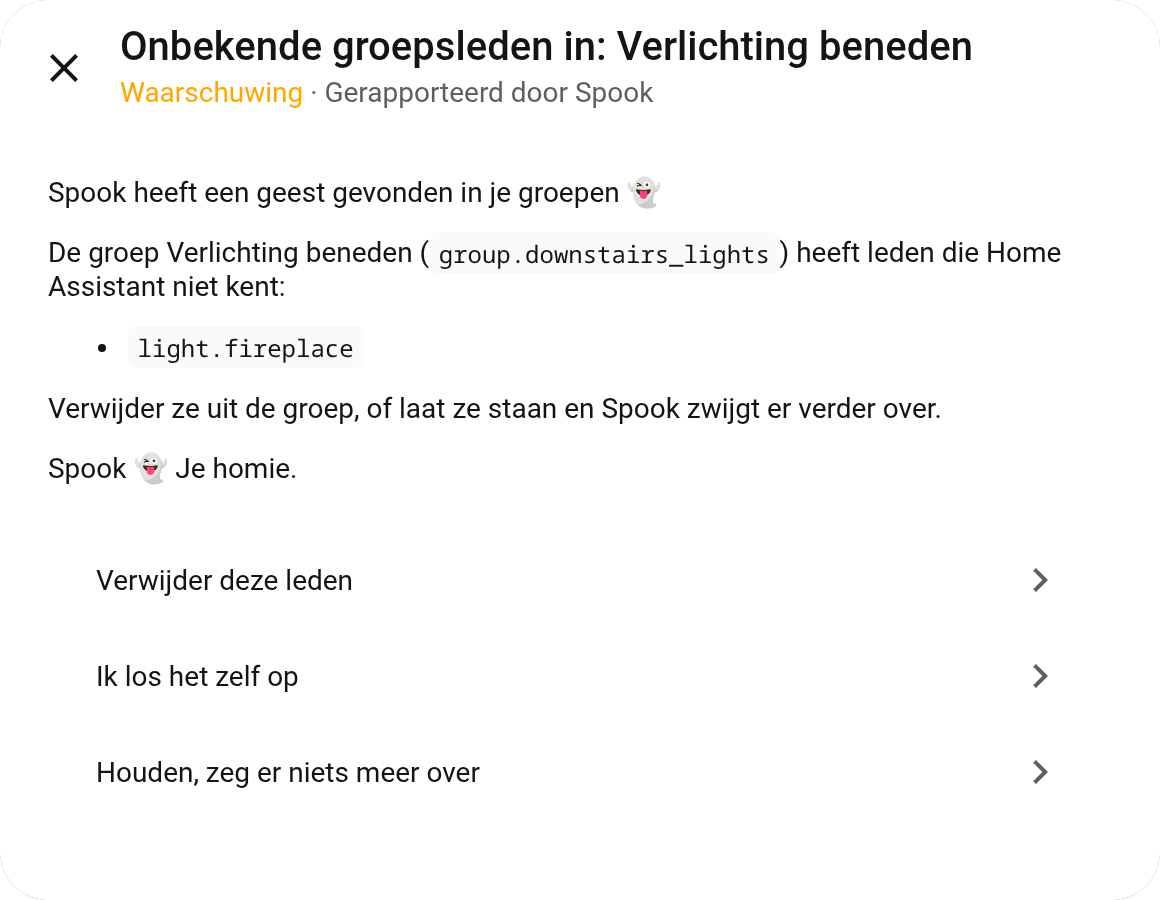 Onbekende groepsleden in: Verlichting beneden
Waarschuwing · Gerapporteerd door Spook
Spook heeft een geest gevonden in je groepen 👻
De groep Verlichting beneden ( group.downstairs_lights ) heeft leden die Home
Assistant niet kent:
• light.fireplace
Verwijder ze uit de groep, of laat ze staan en Spook zwijgt er verder over.
Spook 👻 Je homie.
Verwijder deze leden
Ik los het zelf op
Houden, zeg er niets meer over